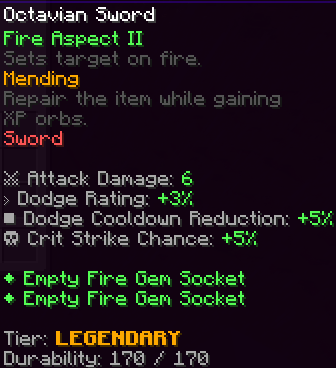 Octavian Sword
Fire Aspect II
Sets target on fire.
Mending
Repair the item while gaining
XP orbs.
Sword
⚔ Attack Damage: 6
› Dodge Rating: +3%
■ Dodge Cooldown Reduction: +5%
☠ Crit Strike Chance: +5%
◆ Empty Fire Gem Socket
◆ Empty Fire Gem Socket
Tier: LEGENDARY
Durability: 170 / 170